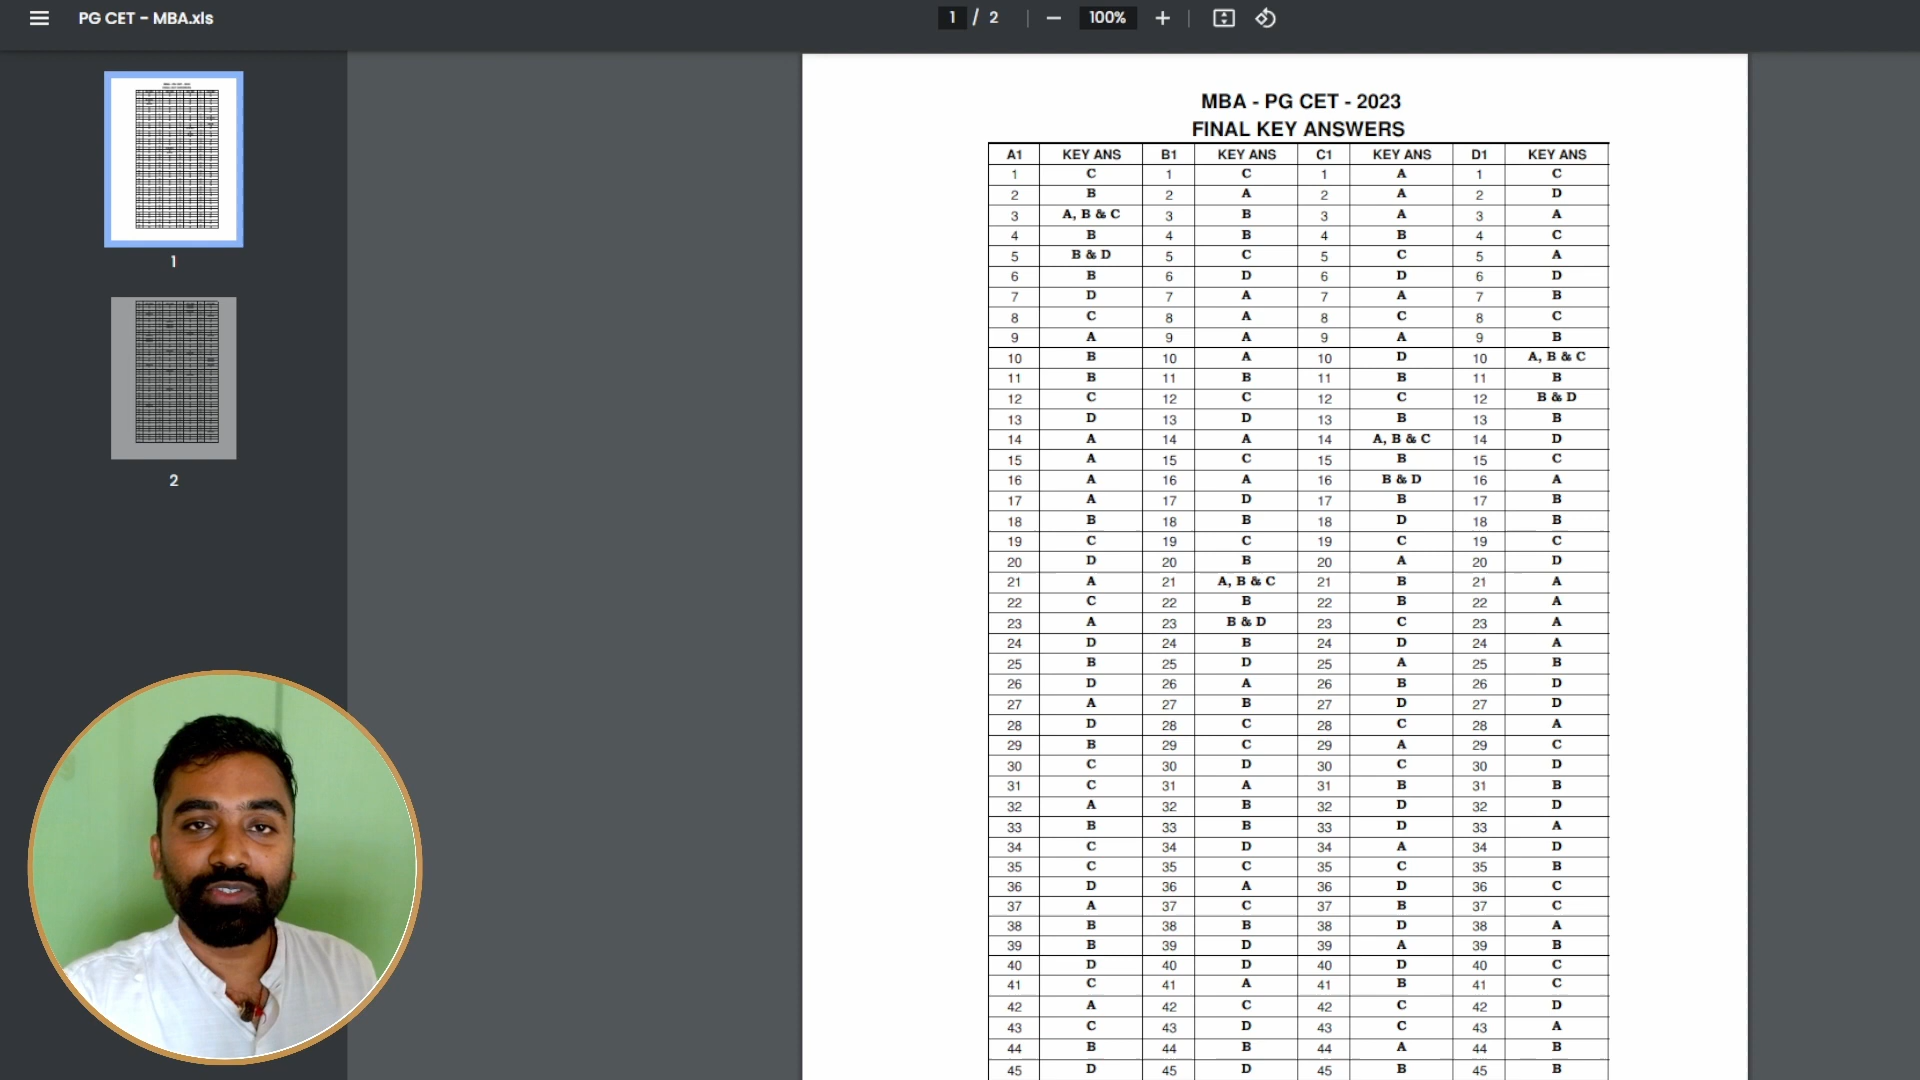 PG CET - MBA.xls
1 / 2
100%
1
2
MBA - PG CET - 2023
FINAL KEY ANSWERS
A1 KEY ANS B1 KEY ANS C1 KEY ANS D1 KEY ANS
1 C 1 C 1 A 1 C
2 B 2 A 2 A 2 D
3 A, B & C 3 B 3 A 3 A
4 B 4 B 4 B 4 C
5 B & D 5 C 5 C 5 A
6 B 6 D 6 D 6 D
7 D 7 A 7 A 7 B
8 C 8 A 8 C 8 C
9 A 9 A 9 A 9 B
10 B 10 A 10 D 10 A, B & C
11 B 11 B 11 B 11 B
12 C 12 C 12 C 12 B & D
13 D 13 D 13 B 13 B
14 A 14 A 14 A, B & C 14 D
15 A 15 C 15 B 15 C
16 A 16 A 16 B & D 16 A
17 A 17 D 17 B 17 B
18 B 18 B 18 D 18 B
19 C 19 C 19 C 19 C
20 D 20 B 20 A 20 D
21 A 21 A, B & C 21 B 21 A
22 C 22 B 22 B 22 A
23 A 23 B & D 23 C 23 A
24 D 24 B 24 D 24 A
25 B 25 D 25 A 25 B
26 D 26 A 26 B 26 D
27 A 27 B 27 D 27 D
28 D 28 C 28 C 28 A
29 B 29 C 29 A 29 C
30 C 30 D 30 C 30 D
31 C 31 A 31 B 31 B
32 A 32 B 32 D 32 D
33 B 33 B 33 D 33 A
34 C 34 D 34 A 34 D
35 C 35 C 35 C 35 B
36 D 36 A 36 D 36 C
37 A 37 C 37 B 37 C
38 B 38 B 38 D 38 A
39 B 39 D 39 A 39 B
40 D 40 D 40 D 40 C
41 C 41 A 41 B 41 C
42 A 42 C 42 C 42 D
43 C 43 D 43 C 43 A
44 B 44 B 44 A 44 B
45 D 45 D 45 B 45 B